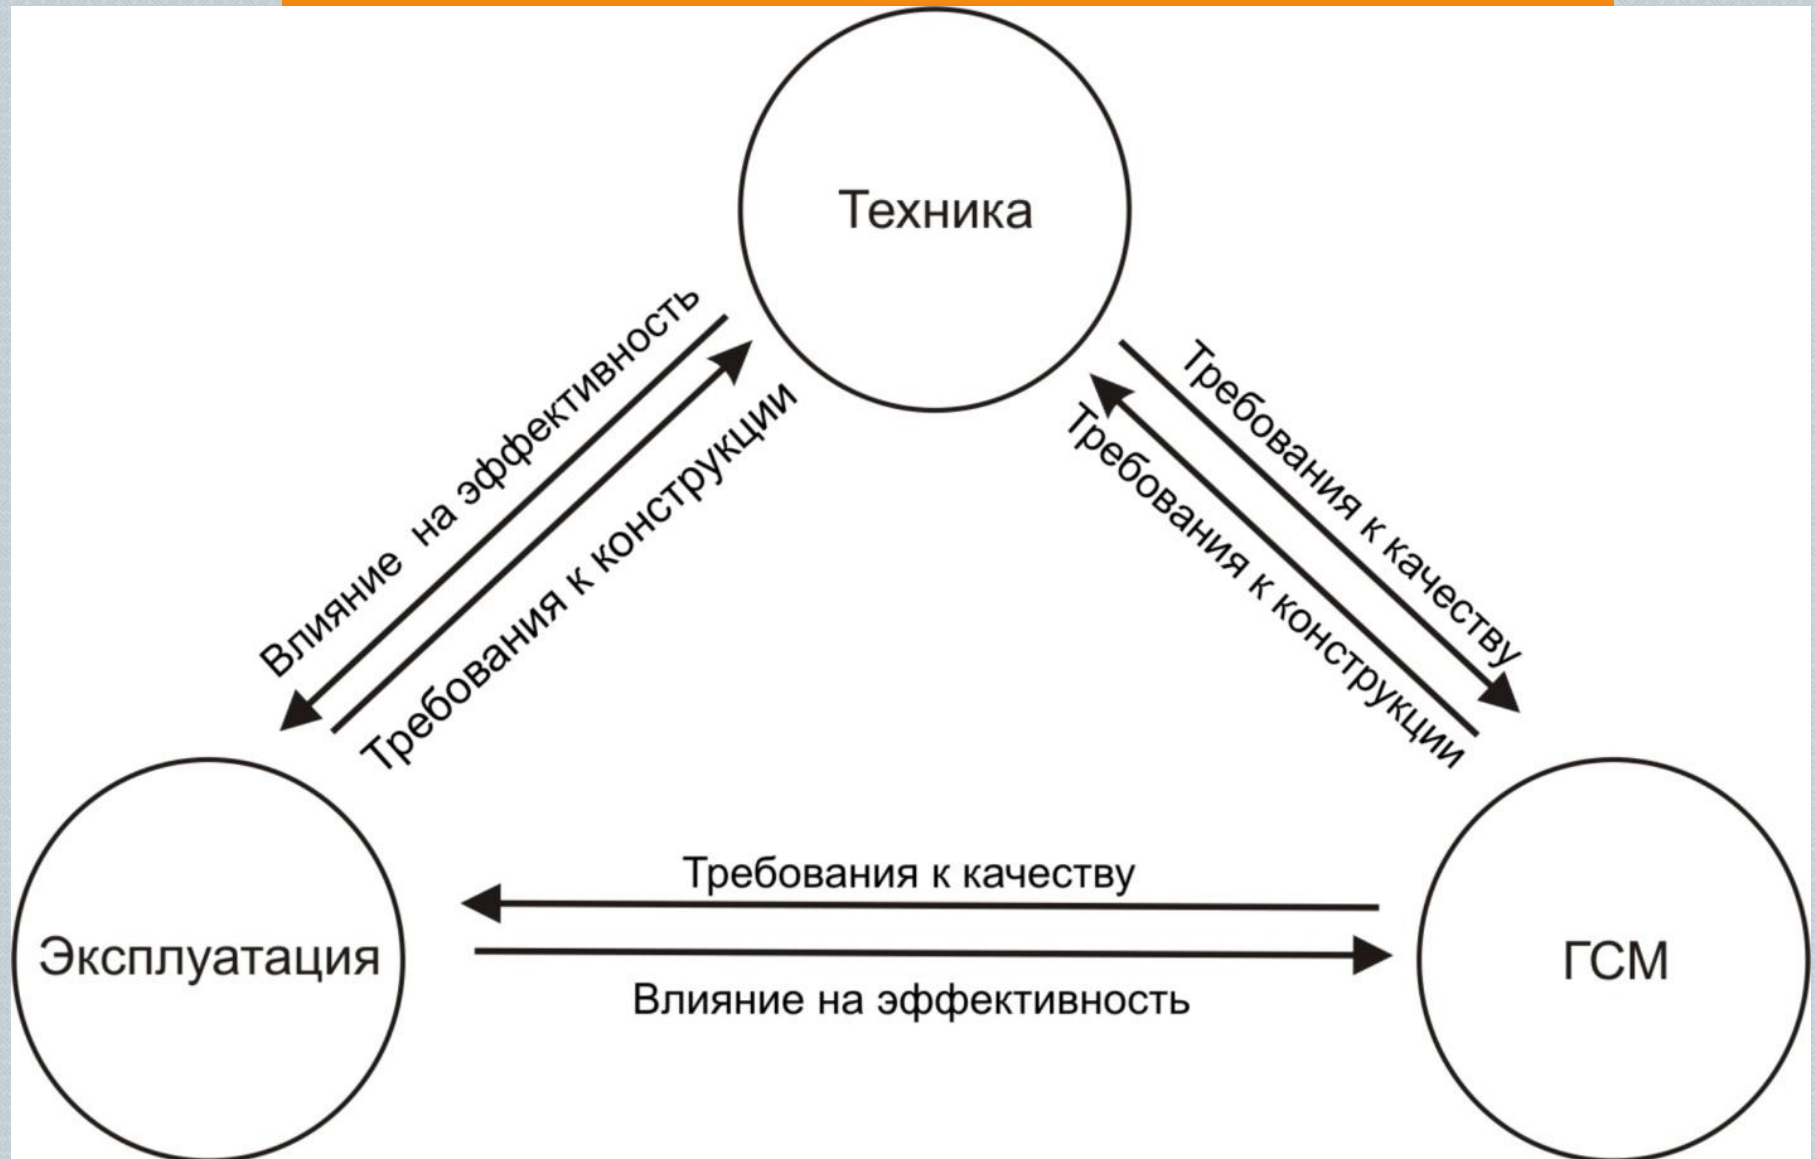 Техника
Влияние на эффективность
Требования к конструкции
Требования к качеству
Требования к конструкции
Требования к качеству
Эксплуатация
ГСМ
Влияние на эффективность